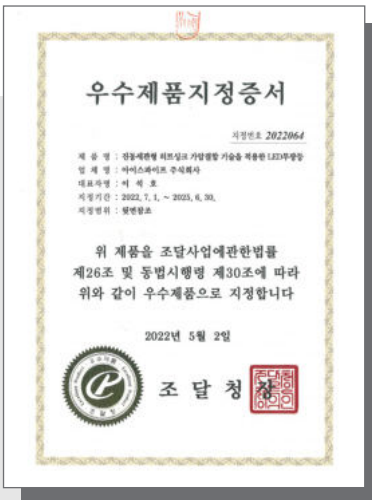 우수제품지정증서
지정번호 2022064
제 품 명 : 진동세관형 히트싱크 가압결합 기술을 적용한 LED투광등
업 체 명 : 아이스파이프 주식회사
대표자명 : 이 석 호
지정기간 : 2022. 7. 1. ~ 2025. 6. 30.
지정범위 : 뒷면참조
위 제품을 조달사업에관한법률
제26조 및 동법시행령 제30조에 따라
위와 같이 우수제품으로 지정합니다
2022년 5월 2일
조 달 청 장